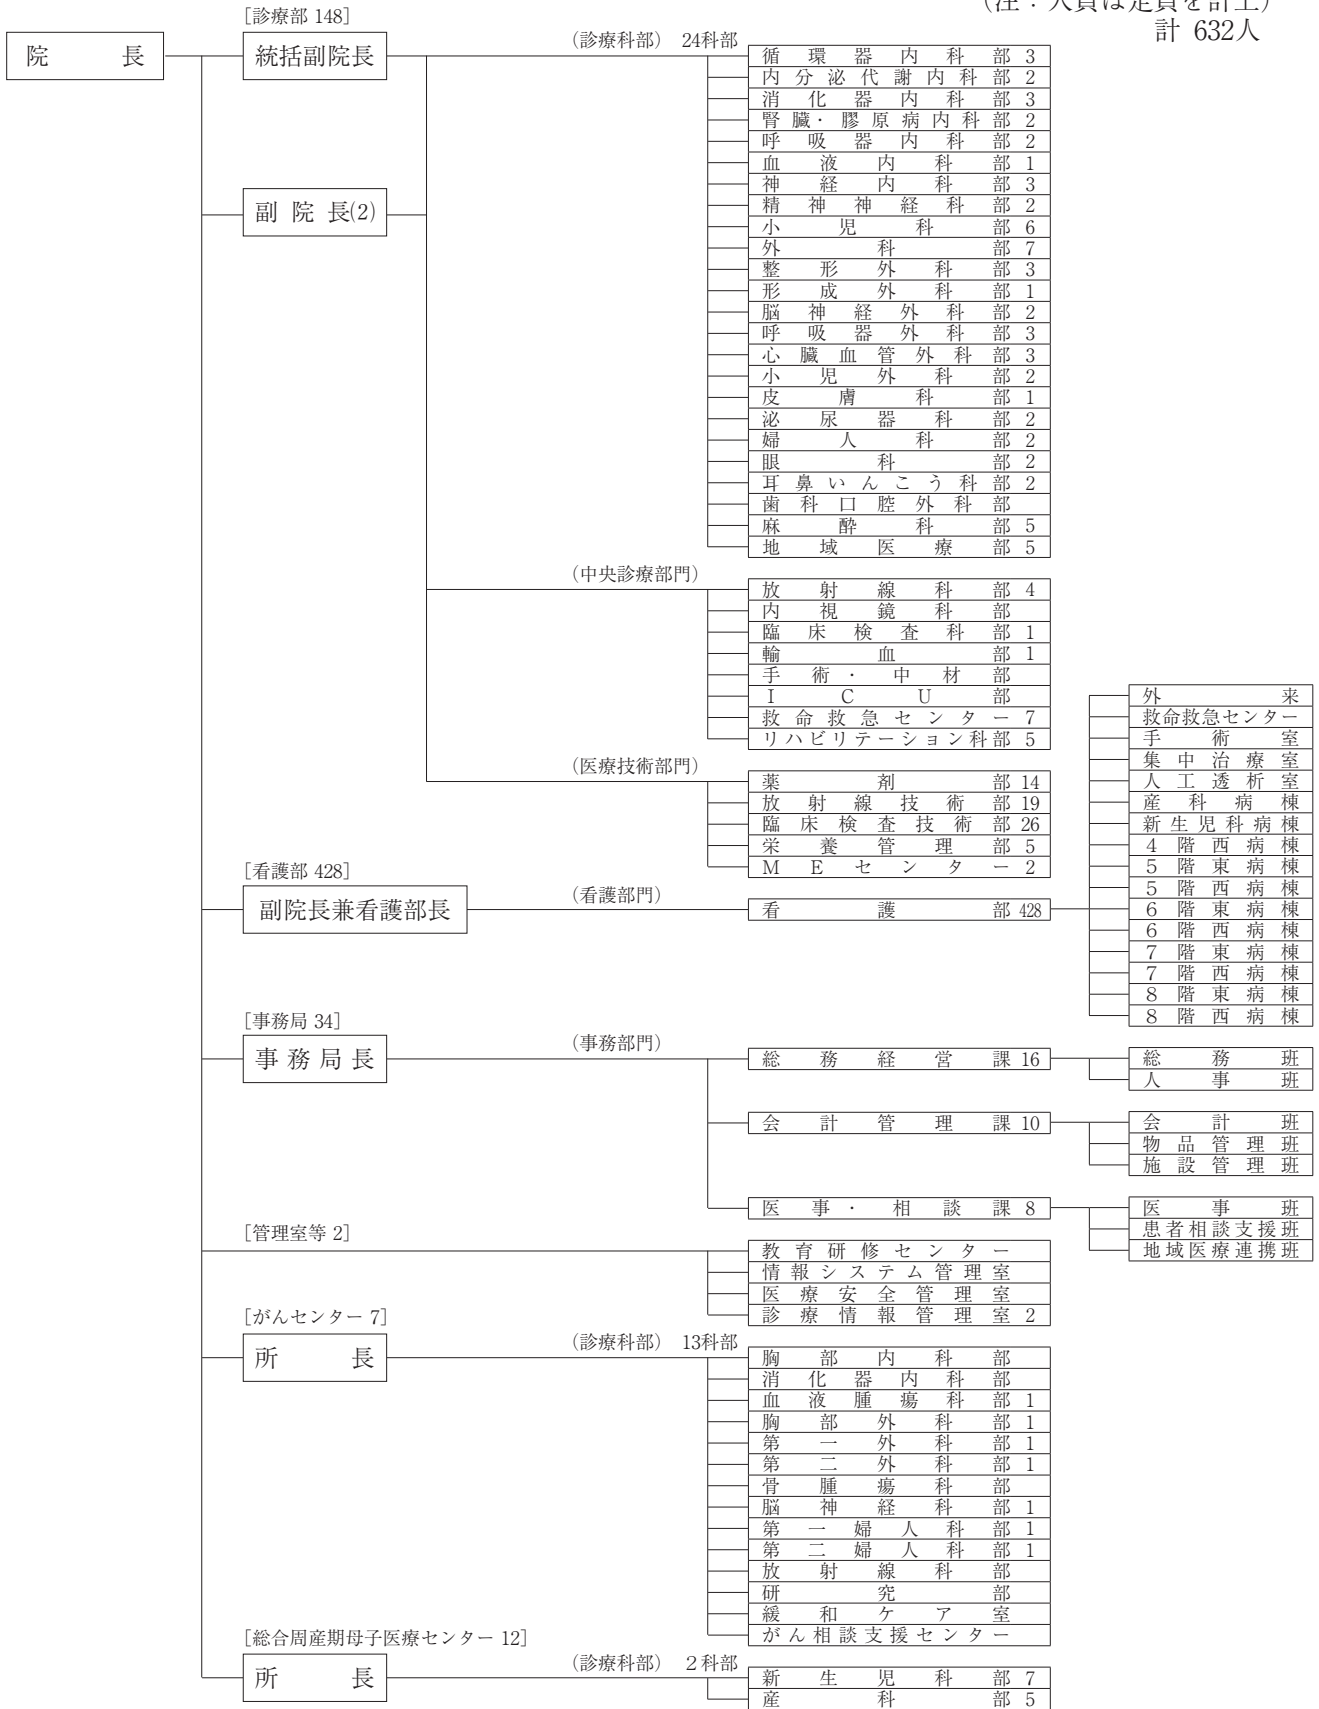 (注：人員は定員を計上)
計 632人
[診療部 148]
院長
統括副院長
(診療科部) 24科部
循環器内科部 3
内分泌代謝内科部 2
消化器内科部 3
腎臓・膠原病内科部 2
呼吸器内科部 2
血液内科部 1
神経内科部 3
精神神経科部 2
副院長(2)
小児科部 6
外科部 7
整形外科部 3
形成外科部 1
脳神経外科部 2
呼吸器外科部 3
心臓血管外科部 3
小児外科部 2
皮膚科部 1
泌尿器科部 2
婦人科部 2
眼科部 2
耳鼻いんこう科部 2
歯科口腔外科部
麻酔科部 5
地域医療部 5
(中央診療部門)
放射線科部 4
内視鏡科部
臨床検査科部 1
輸血部 1
手術・中材部
ICU部
救命救急センター 7
リハビリテーション科部 5
(医療技術部門)
薬剤部 14
放射線技術部 19
臨床検査技術部 26
栄養管理部 5
MEセンター 2
[看護部 428]
副院長兼看護部長
(看護部門)
看護部 428
外来
救命救急センター
手術室
集中治療室
人工透析室
産科病棟
新生児科病棟
4階西病棟
5階東病棟
5階西病棟
6階東病棟
6階西病棟
7階東病棟
7階西病棟
8階東病棟
8階西病棟
[事務局 34]
事務局長
(事務部門)
総務経営課 16
総務班
人事班
会計管理課 10
会計班
物品管理班
施設管理班
医事・相談課 8
医事班
患者相談支援班
地域医療連携班
[管理室等 2]
教育研修センター
情報システム管理室
医療安全管理室
診療情報管理室 2
[がんセンター 7]
所長
(診療科部) 13科部
胸部内科部
消化器内科部
血液腫瘍科部 1
胸部外科部 1
第一外科部 1
第二外科部 1
骨腫瘍科部
脳神経科部 1
第一婦人科部 1
第二婦人科部 1
放射線科部
研究部
緩和ケア室
がん相談支援センター
[総合周産期母子医療センター 12]
所長
(診療科部) 2科部
新生児科部 7
産科部 5